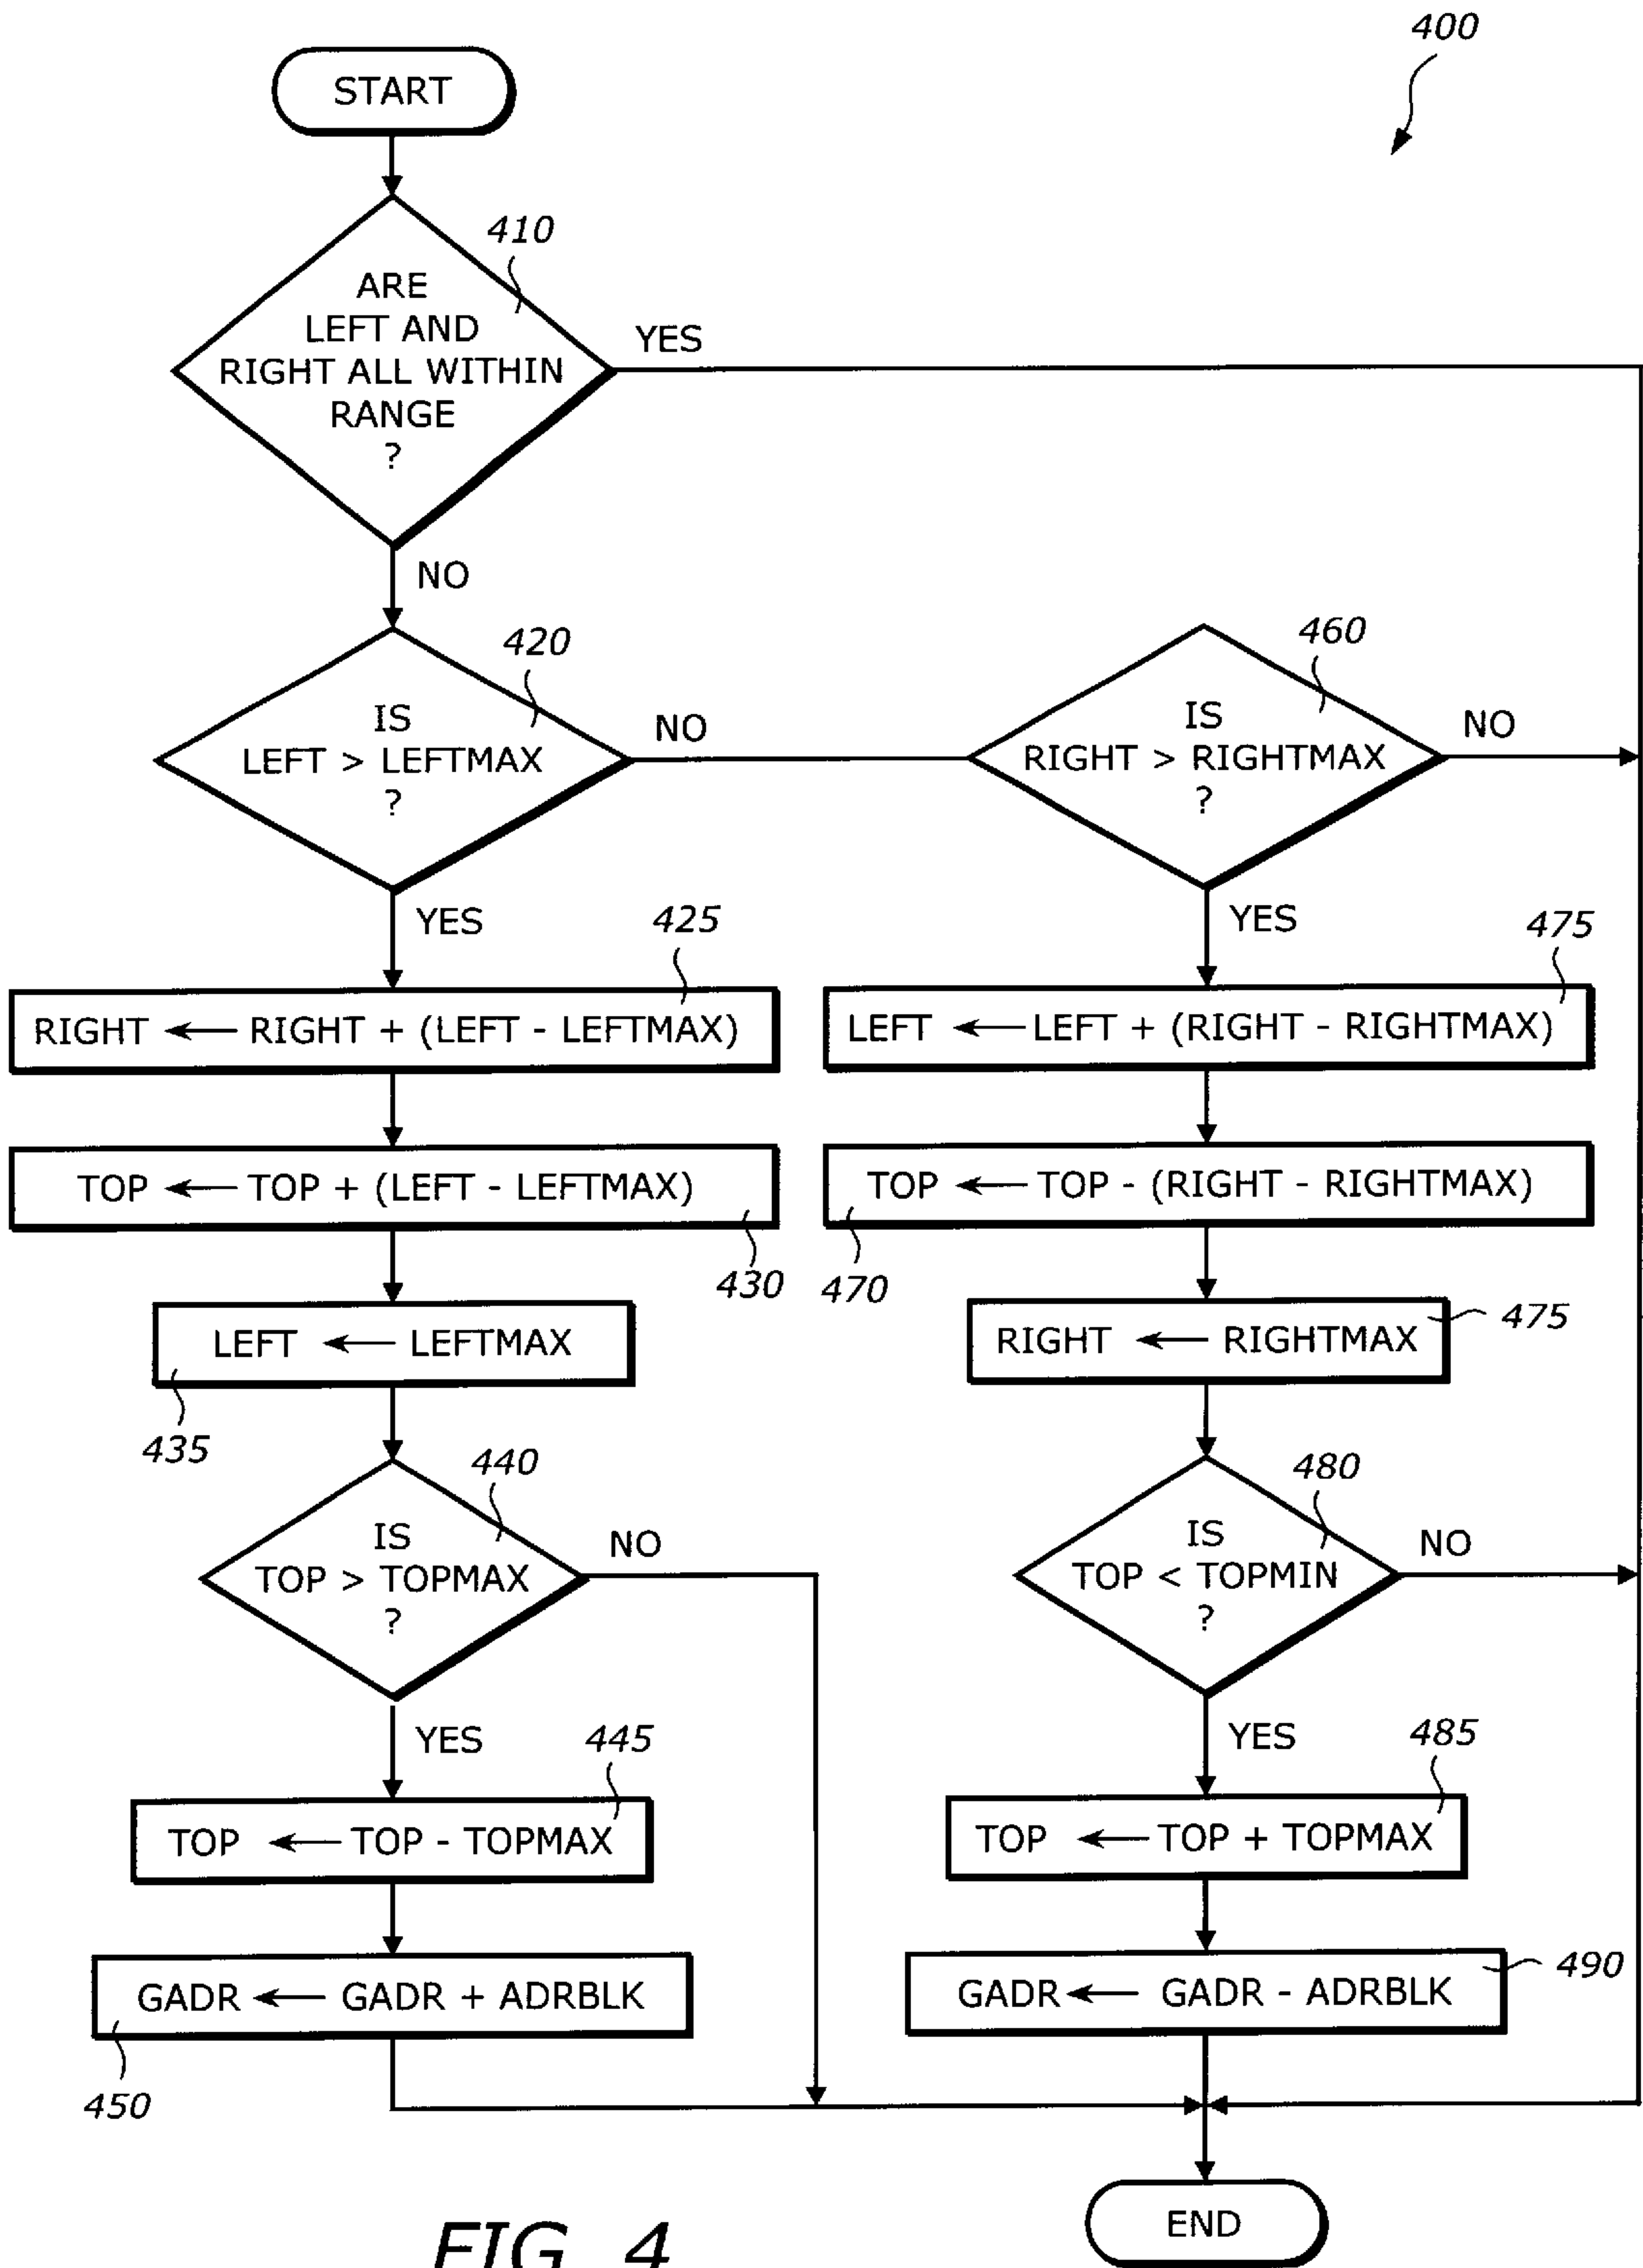 400
START
410
ARE
LEFT AND
RIGHT ALL WITHIN
RANGE
?
YES
NO
420
IS
LEFT > LEFTMAX
?
NO
460
IS
RIGHT > RIGHTMAX
?
NO
YES
425
RIGHT ← RIGHT + (LEFT - LEFTMAX)
YES
475
LEFT ← LEFT + (RIGHT - RIGHTMAX)
TOP ← TOP + (LEFT - LEFTMAX)
430
TOP ← TOP - (RIGHT - RIGHTMAX)
470
LEFT ← LEFTMAX
435
RIGHT ← RIGHTMAX
475
440
IS
TOP > TOPMAX
?
NO
480
IS
TOP < TOPMIN
?
NO
YES
445
TOP ← TOP - TOPMAX
YES
485
TOP ← TOP + TOPMAX
GADR ← GADR + ADRBLK
450
GADR ← GADR - ADRBLK
490
END
FIG. 4